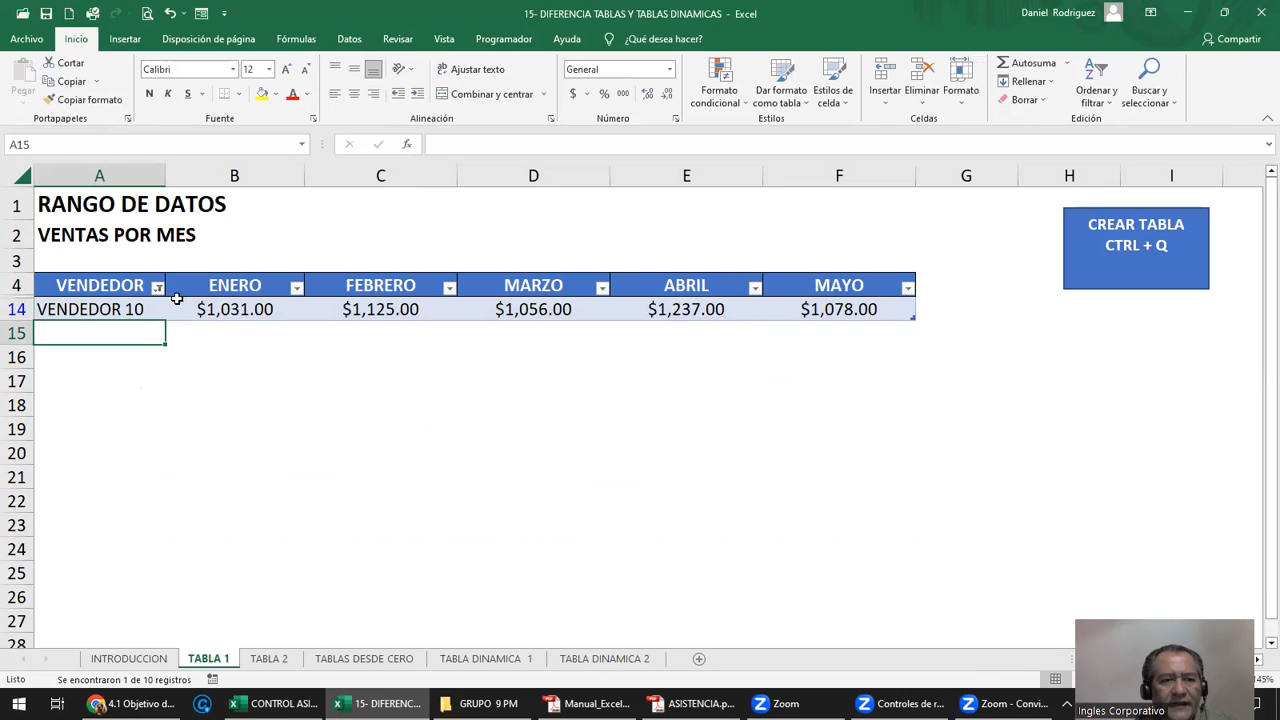 15- DIFERENCIA TABLAS Y TABLAS DINAMICAS - Excel
Daniel Rodriguez
Archivo Inicio Insertar Disposición de página Fórmulas Datos Revisar Vista Programador Ayuda ¿Qué desea hacer? Compartir
Pegar
Cortar
Copiar
Copiar formato
Portapapeles
Calibri 12
N K S
Fuente
Ajustar texto
Combinar y centrar
Alineación
General
$ % 000
Número
Formato condicional
Dar formato como tabla
Estilos de celda
Estilos
Insertar Eliminar Formato
Celdas
Autosuma
Rellenar
Borrar
Ordenar y filtrar
Buscar y seleccionar
Edición
A15
fx
A B C D E F G H I
1 RANGO DE DATOS
2 VENTAS POR MES
CREAR TABLA
CTRL + Q
3
4 VENDEDOR ENERO FEBRERO MARZO ABRIL MAYO
14 VENDEDOR 10 $1,031.00 $1,125.00 $1,056.00 $1,237.00 $1,078.00
15
16
17
18
19
20
21
22
23
24
25
26
27
28
INTRODUCCION TABLA 1 TABLA 2 TABLAS DESDE CERO TABLA DINAMICA 1 TABLA DINAMICA 2
Listo Se encontraron 1 de 10 registros 45%
4.1 Objetivo d... CONTROL ASI... 15- DIFERENC... GRUPO 9 PM Manual_Exce... ASISTENCIA.p... Zoom Controles de r... Zoom - Convi...
Ingles Corporativo